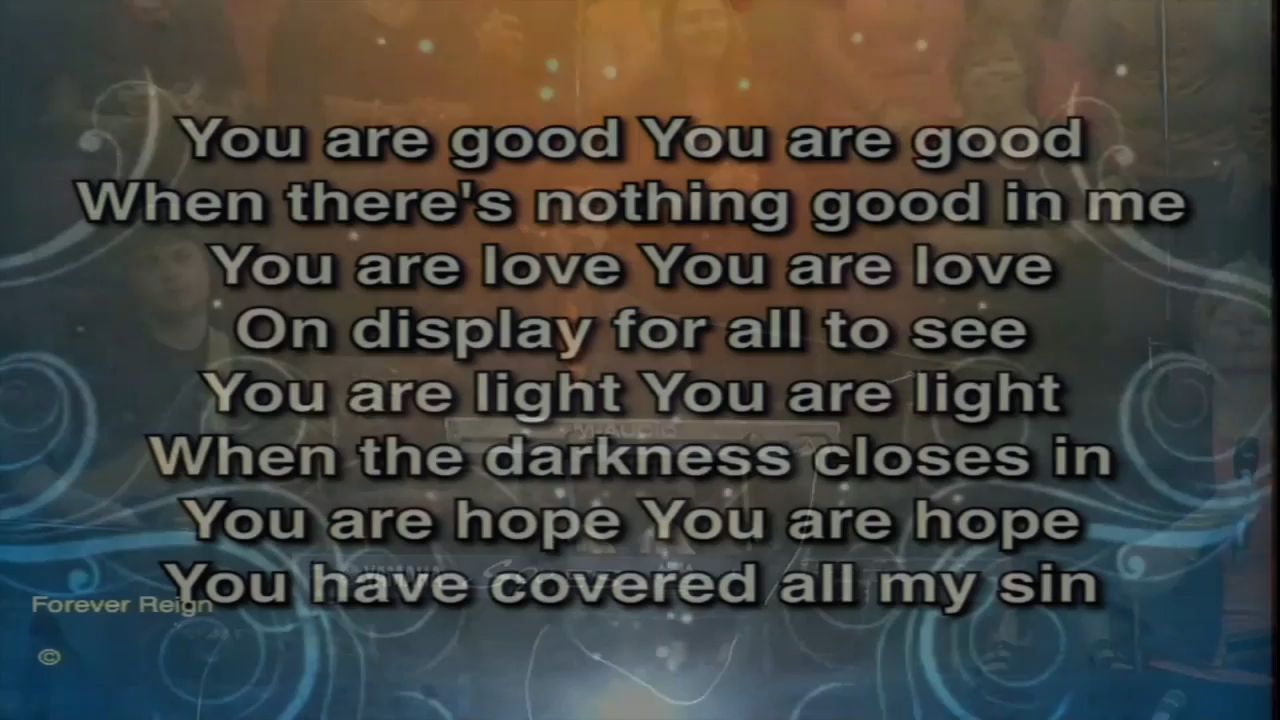 You are good You are good
When there's nothing good in me
You are love You are love
On display for all to see
You are light You are light
When the darkness closes in
You are hope You are hope
You have covered all my sin
Forever Reign
©
M-AUDIO
YAMAHA